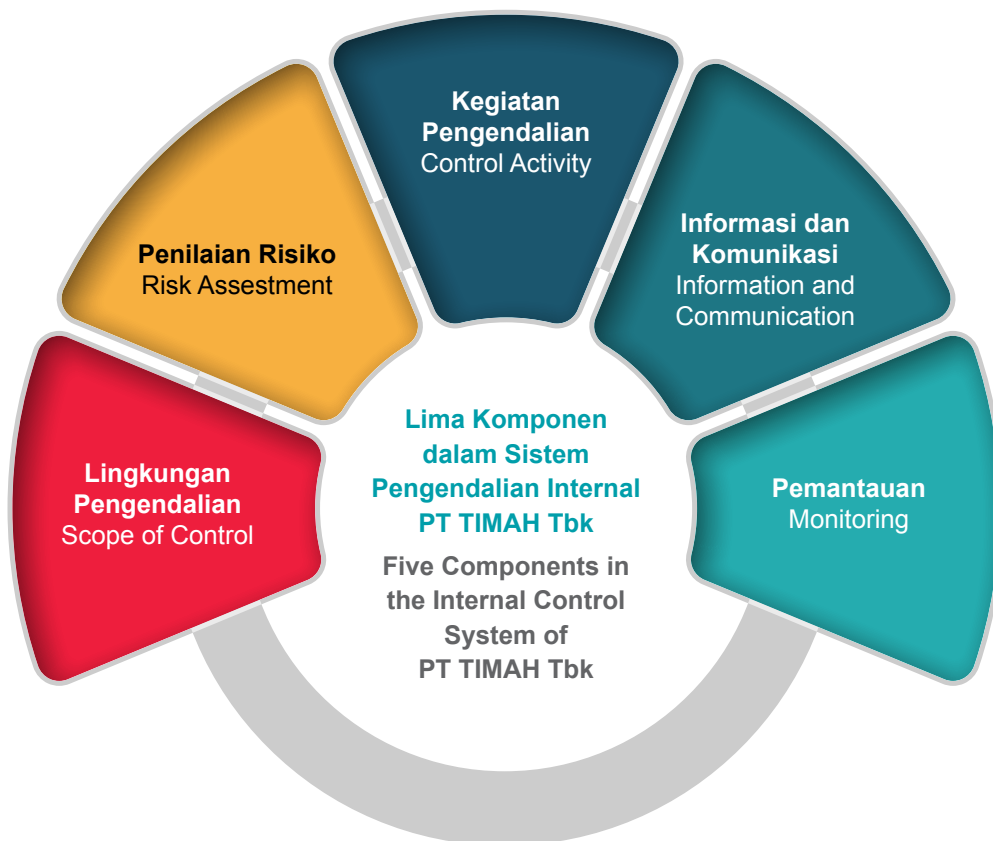 Kegiatan
Pengendalian
Control Activity
Penilaian Risiko
Risk Assestment
Informasi dan
Komunikasi
Information and
Communication
Lingkungan
Pengendalian
Scope of Control
Pemantauan
Monitoring
Lima Komponen
dalam Sistem
Pengendalian Internal
PT TIMAH Tbk
Five Components in
the Internal Control
System of
PT TIMAH Tbk